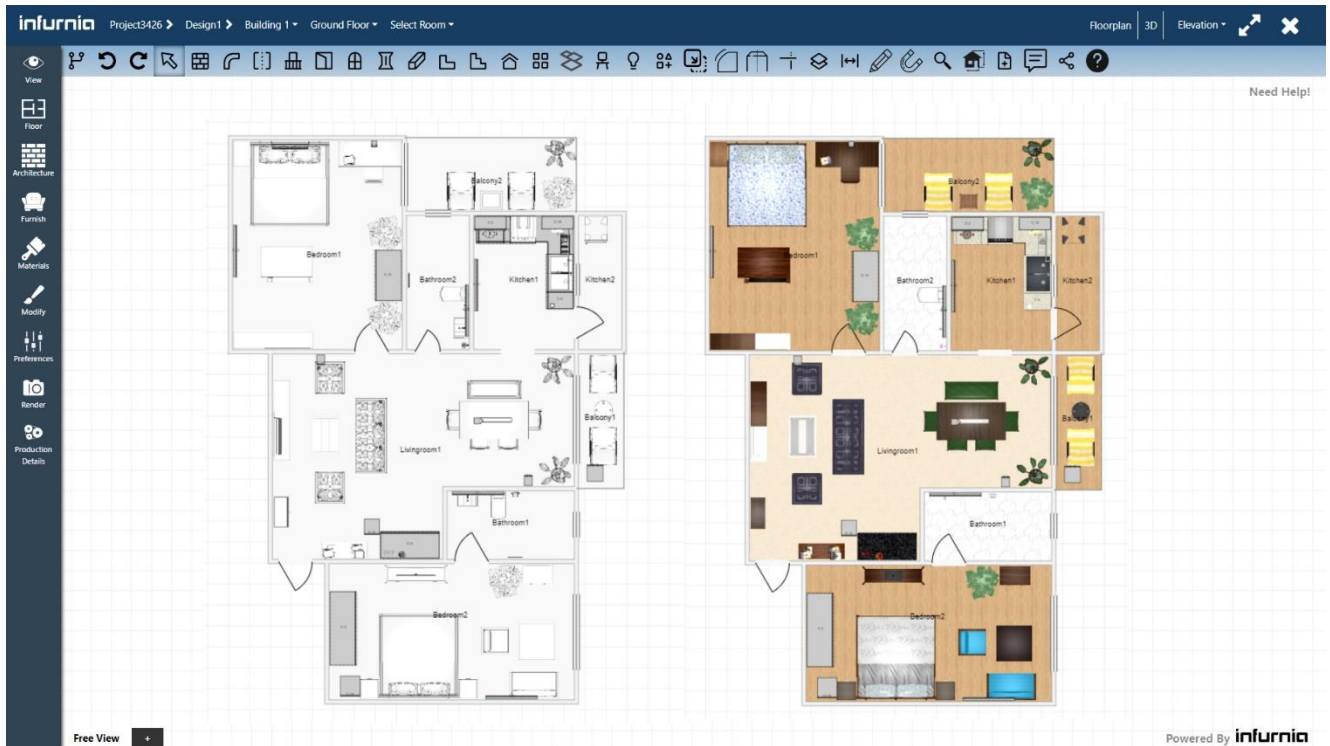 infurnia Project3426 Design1 Building 1 Ground Floor Select Room Floorplan 3D Elevation
View
Floor
Architecture
Furnish
Materials
Modify
Preferences
Render
Production
Details
Need Help!
Balcony2
Bedroom1
Bathroom2
Kitchen1
Kitchen2
Balcony1
Livingroom1
Bathroom1
Bedroom2
Balcony2
Bedroom1
Bathroom2
Kitchen1
Kitchen2
Balcony1
Livingroom1
Bathroom1
Bedroom2
Free View +
Powered By infurnia